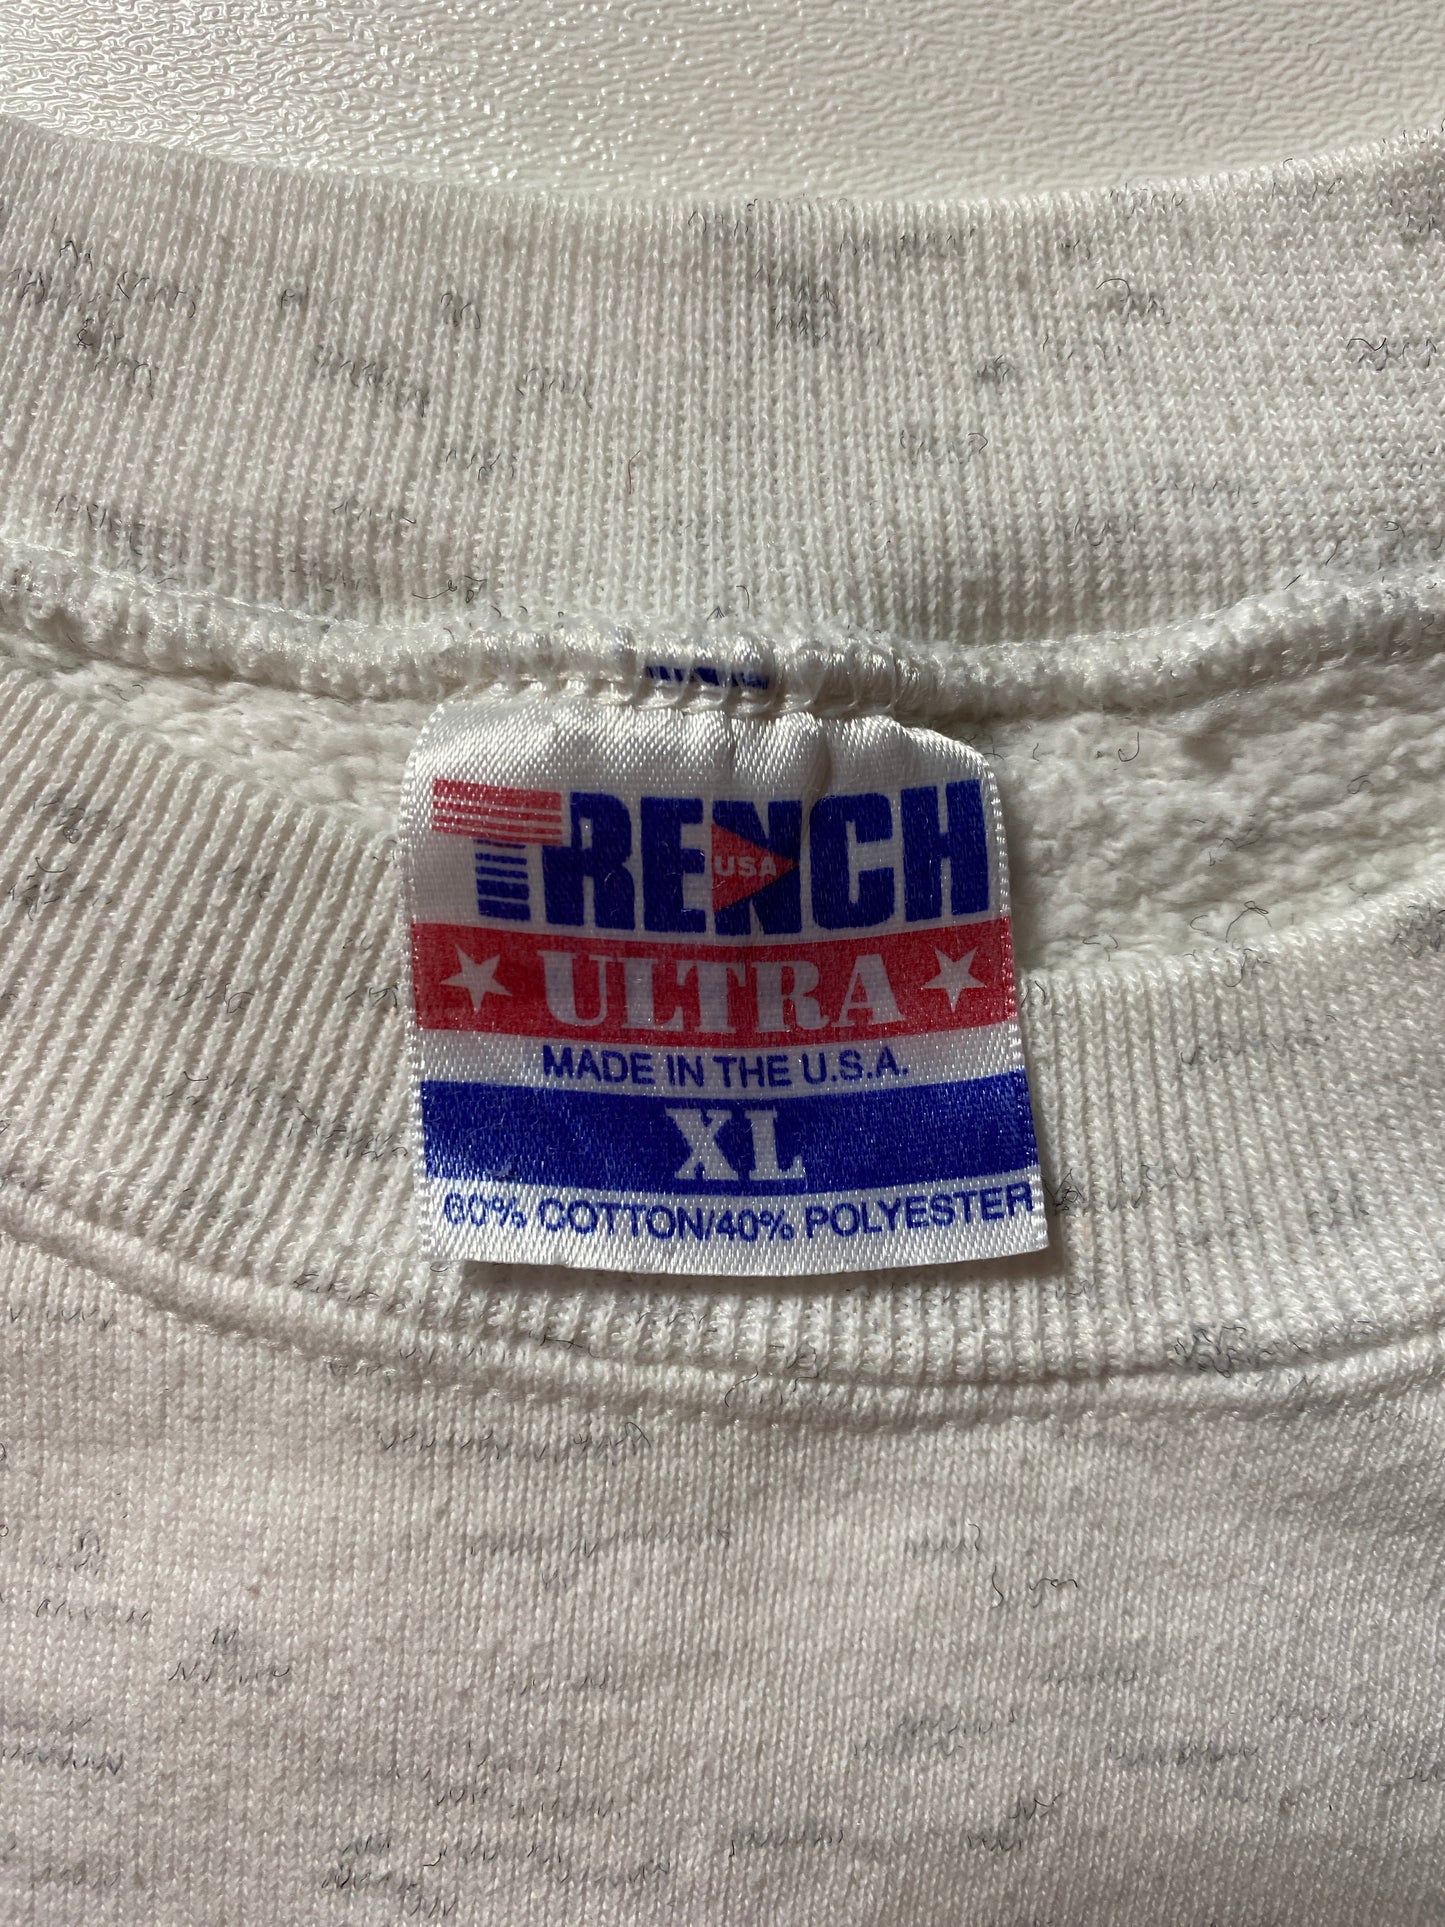 TRENCH
USA
ULTRA
MADE IN THE U.S.A.
XL
60% COTTON/40% POLYESTER